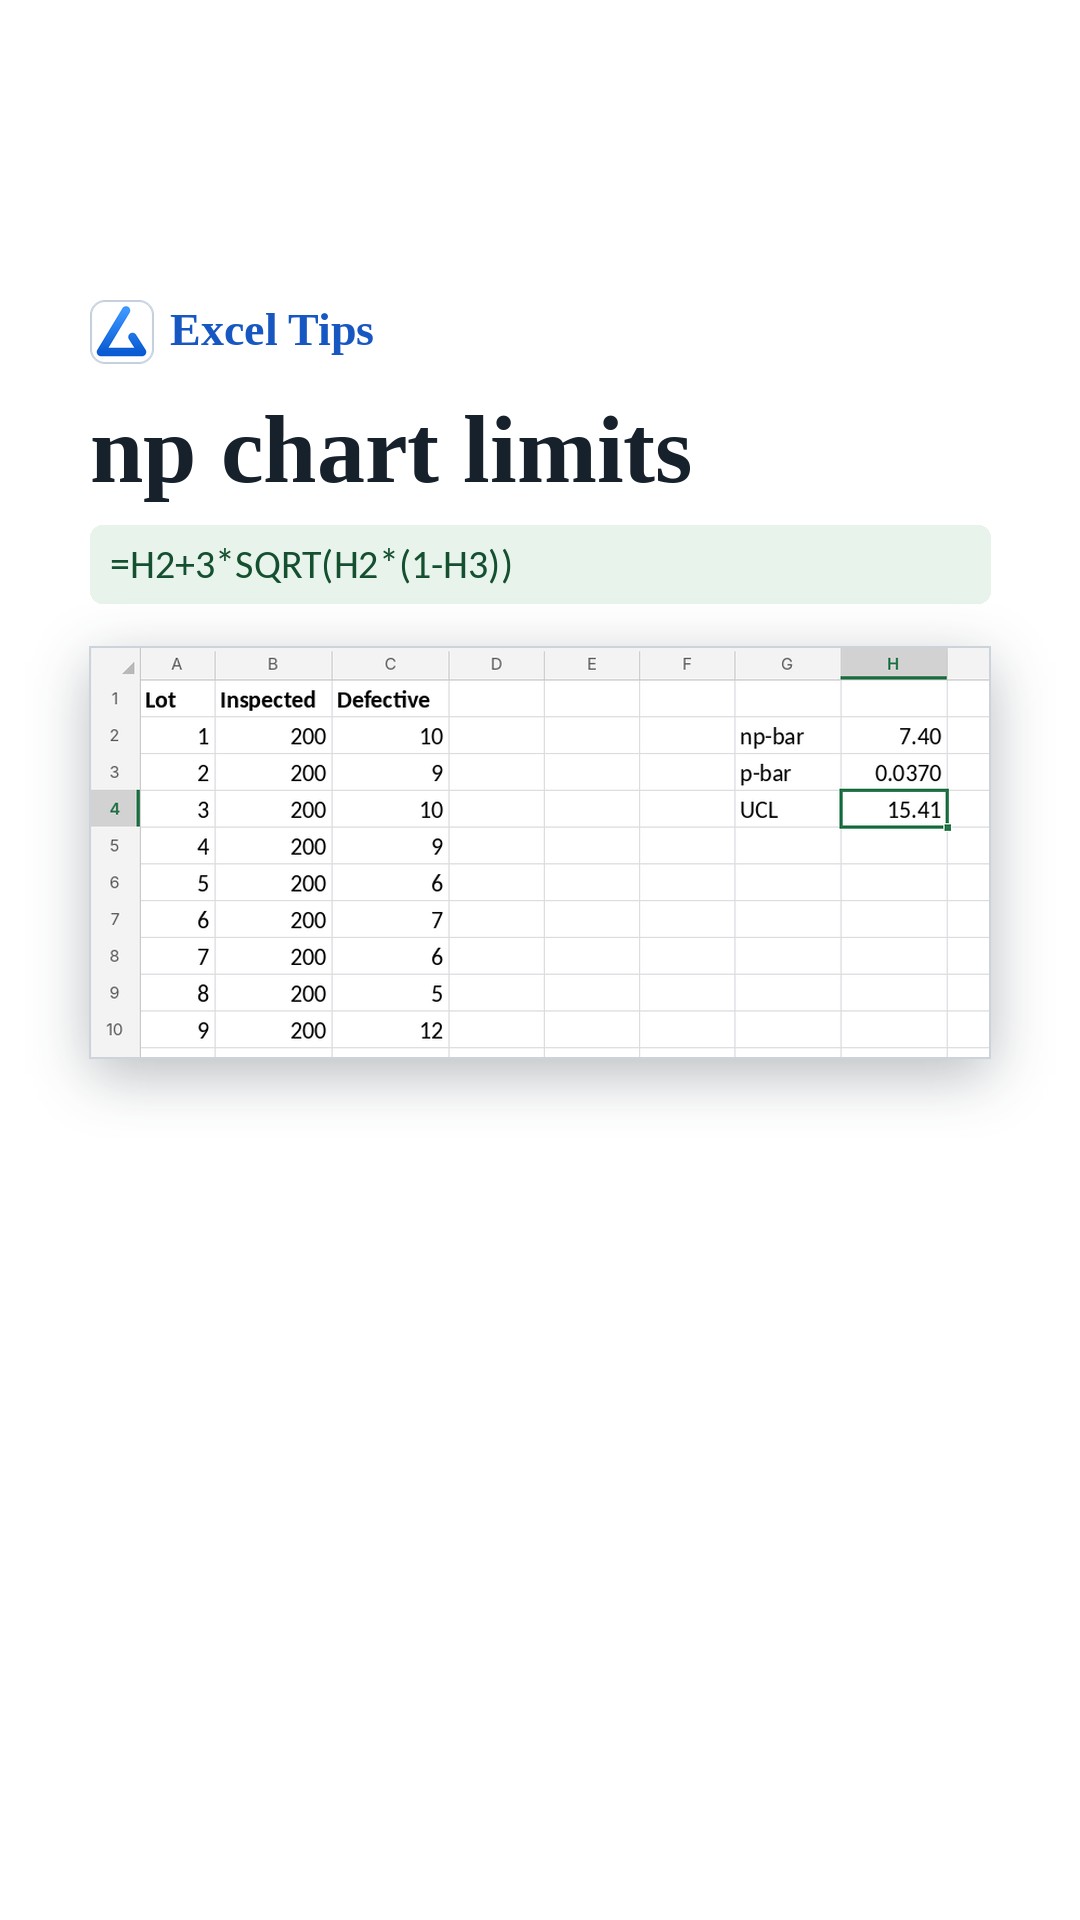 Excel Tips
np chart limits
=H2+3*SQRT(H2*(1-H3))
A B C D E F G H
1 Lot Inspected Defective
2 1 200 10 np-bar 7.40
3 2 200 9 p-bar 0.0370
4 3 200 10 UCL 15.41
5 4 200 9
6 5 200 6
7 6 200 7
8 7 200 6
9 8 200 5
10 9 200 12